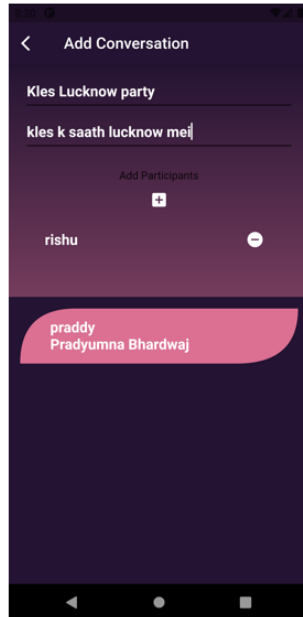 Add Conversation
Kles Lucknow party
kles k saath lucknow mei
Add Participants
rishu
praddy
Pradyumna Bhardwaj